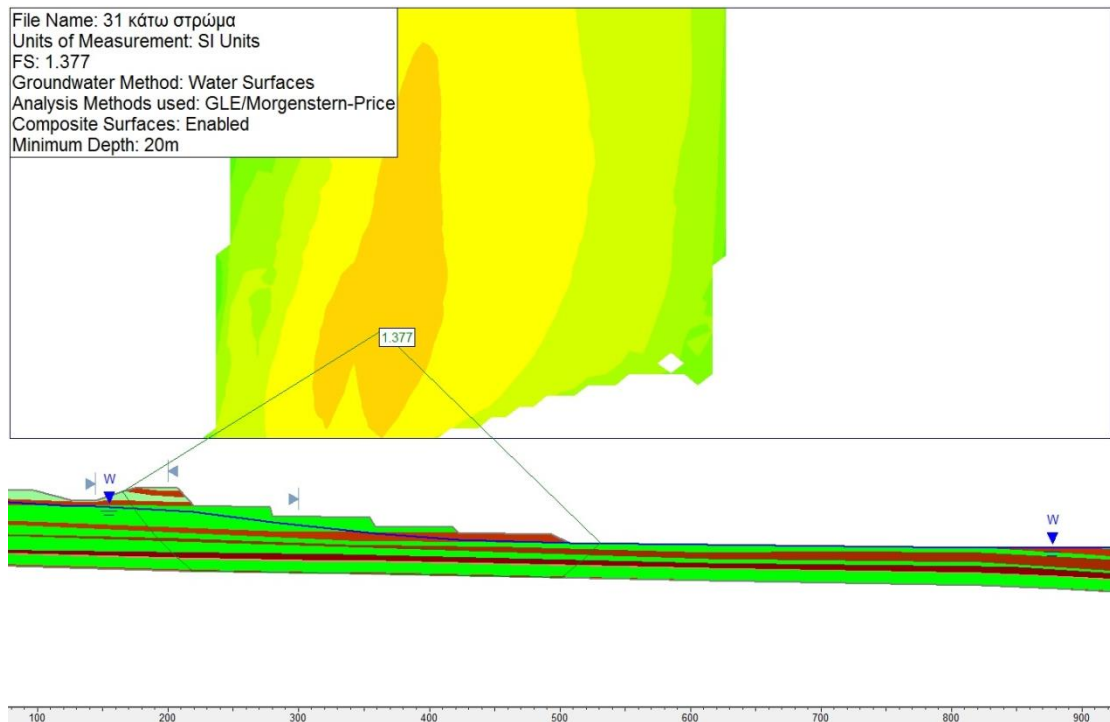 File Name: 31 κάτω στρώμα
Units of Measurement: SI Units
FS: 1.377
Groundwater Method: Water Surfaces
Analysis Methods used: GLE/Morgenstern-Price
Composite Surfaces: Enabled
Minimum Depth: 20m
1.377
W
W
100 200 300 400 500 600 700 800 900